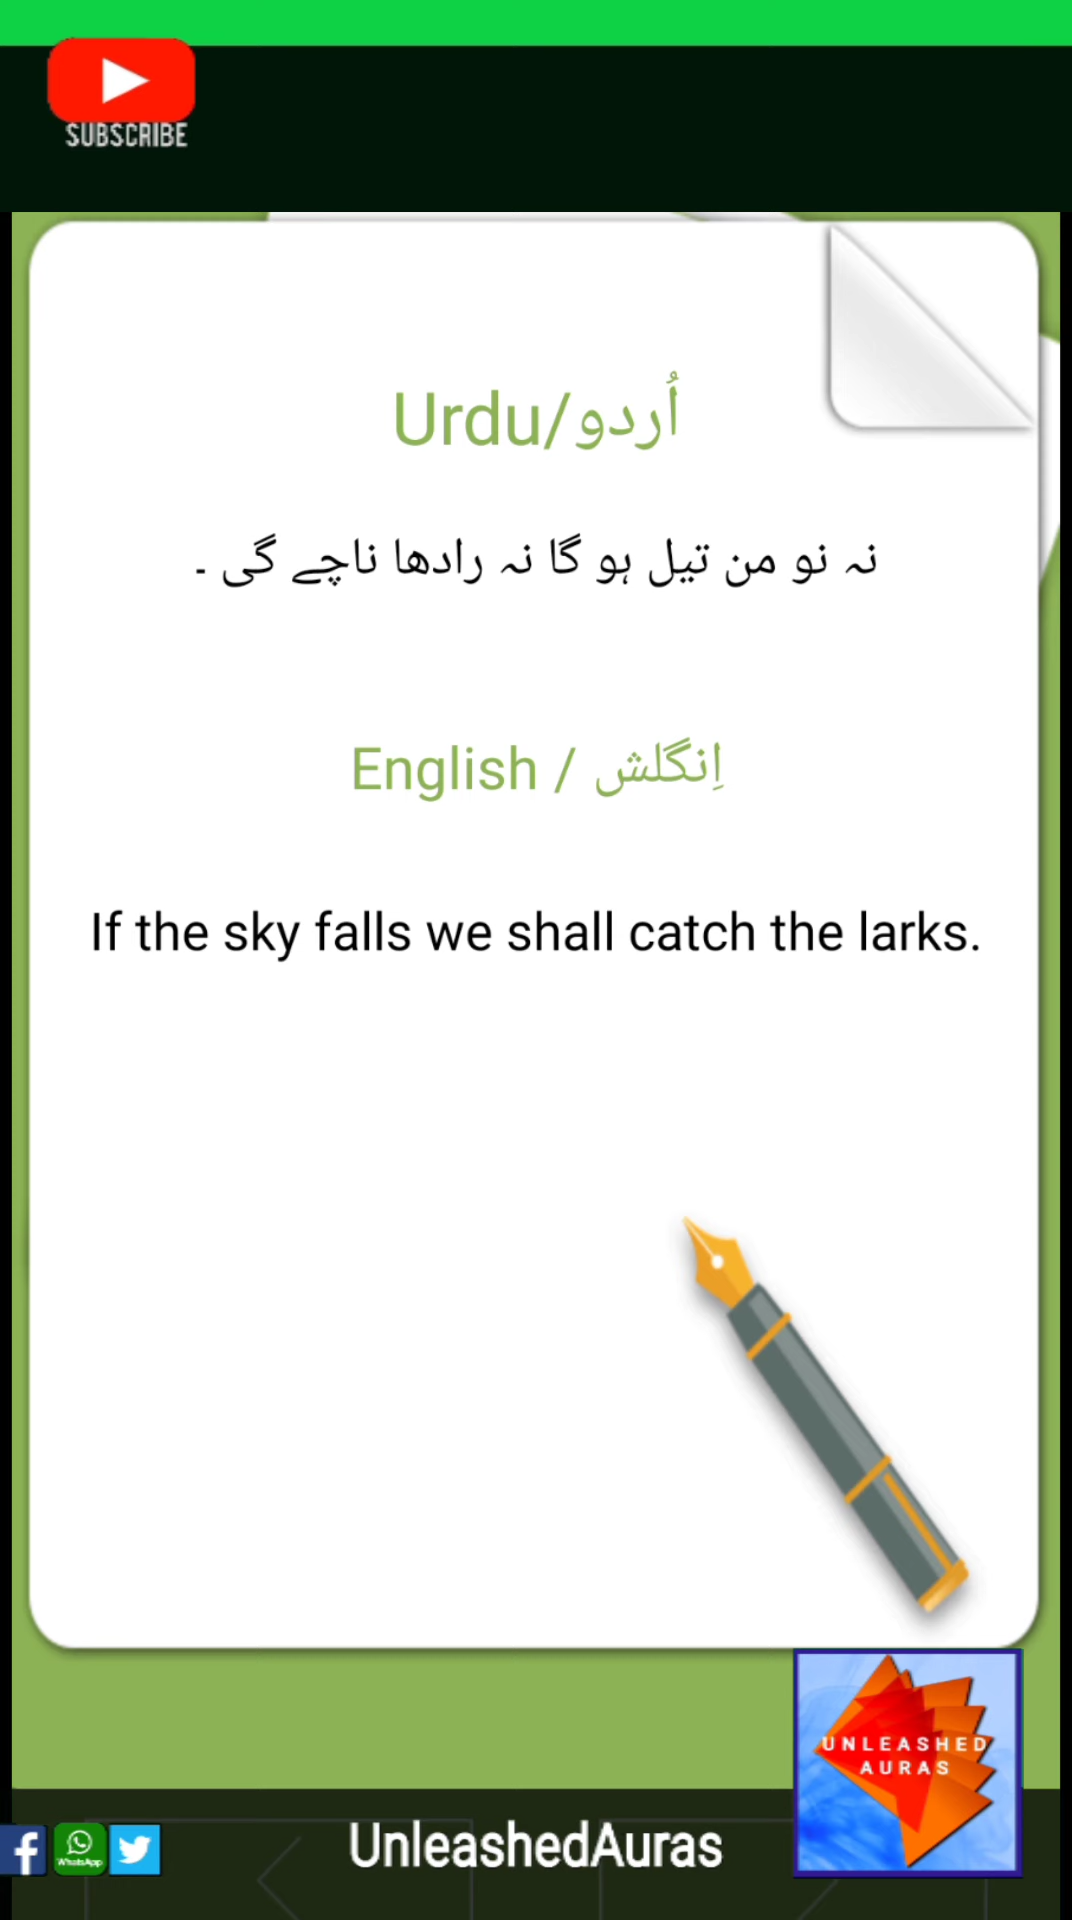 SUBSCRIBE
Urdu/اُردو
نہ نو من تیل ہو گا نہ رادھا ناچے گی ۔
English / اِنگلش
If the sky falls we shall catch the larks.
UNLEASHED
AURAS
WhatsApp
UnleashedAuras